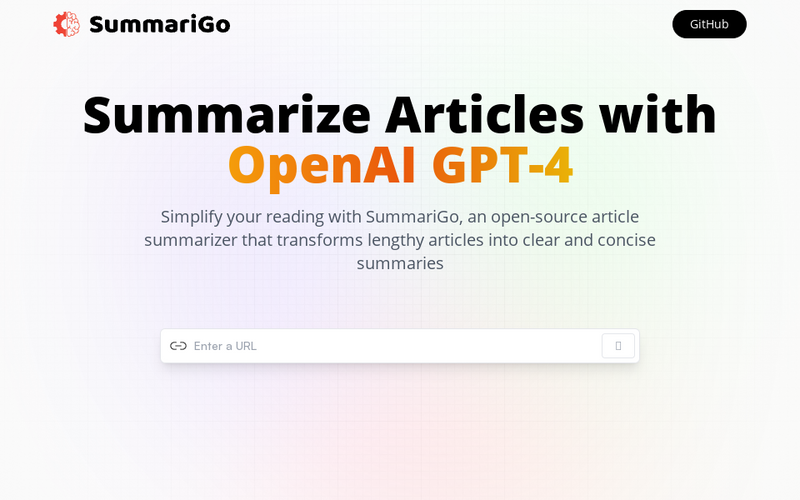 SummariGo
GitHub
Summarize Articles with
OpenAI GPT-4
Simplify your reading with SummariGo, an open-source article
summarizer that transforms lengthy articles into clear and concise
summaries
Enter a URL